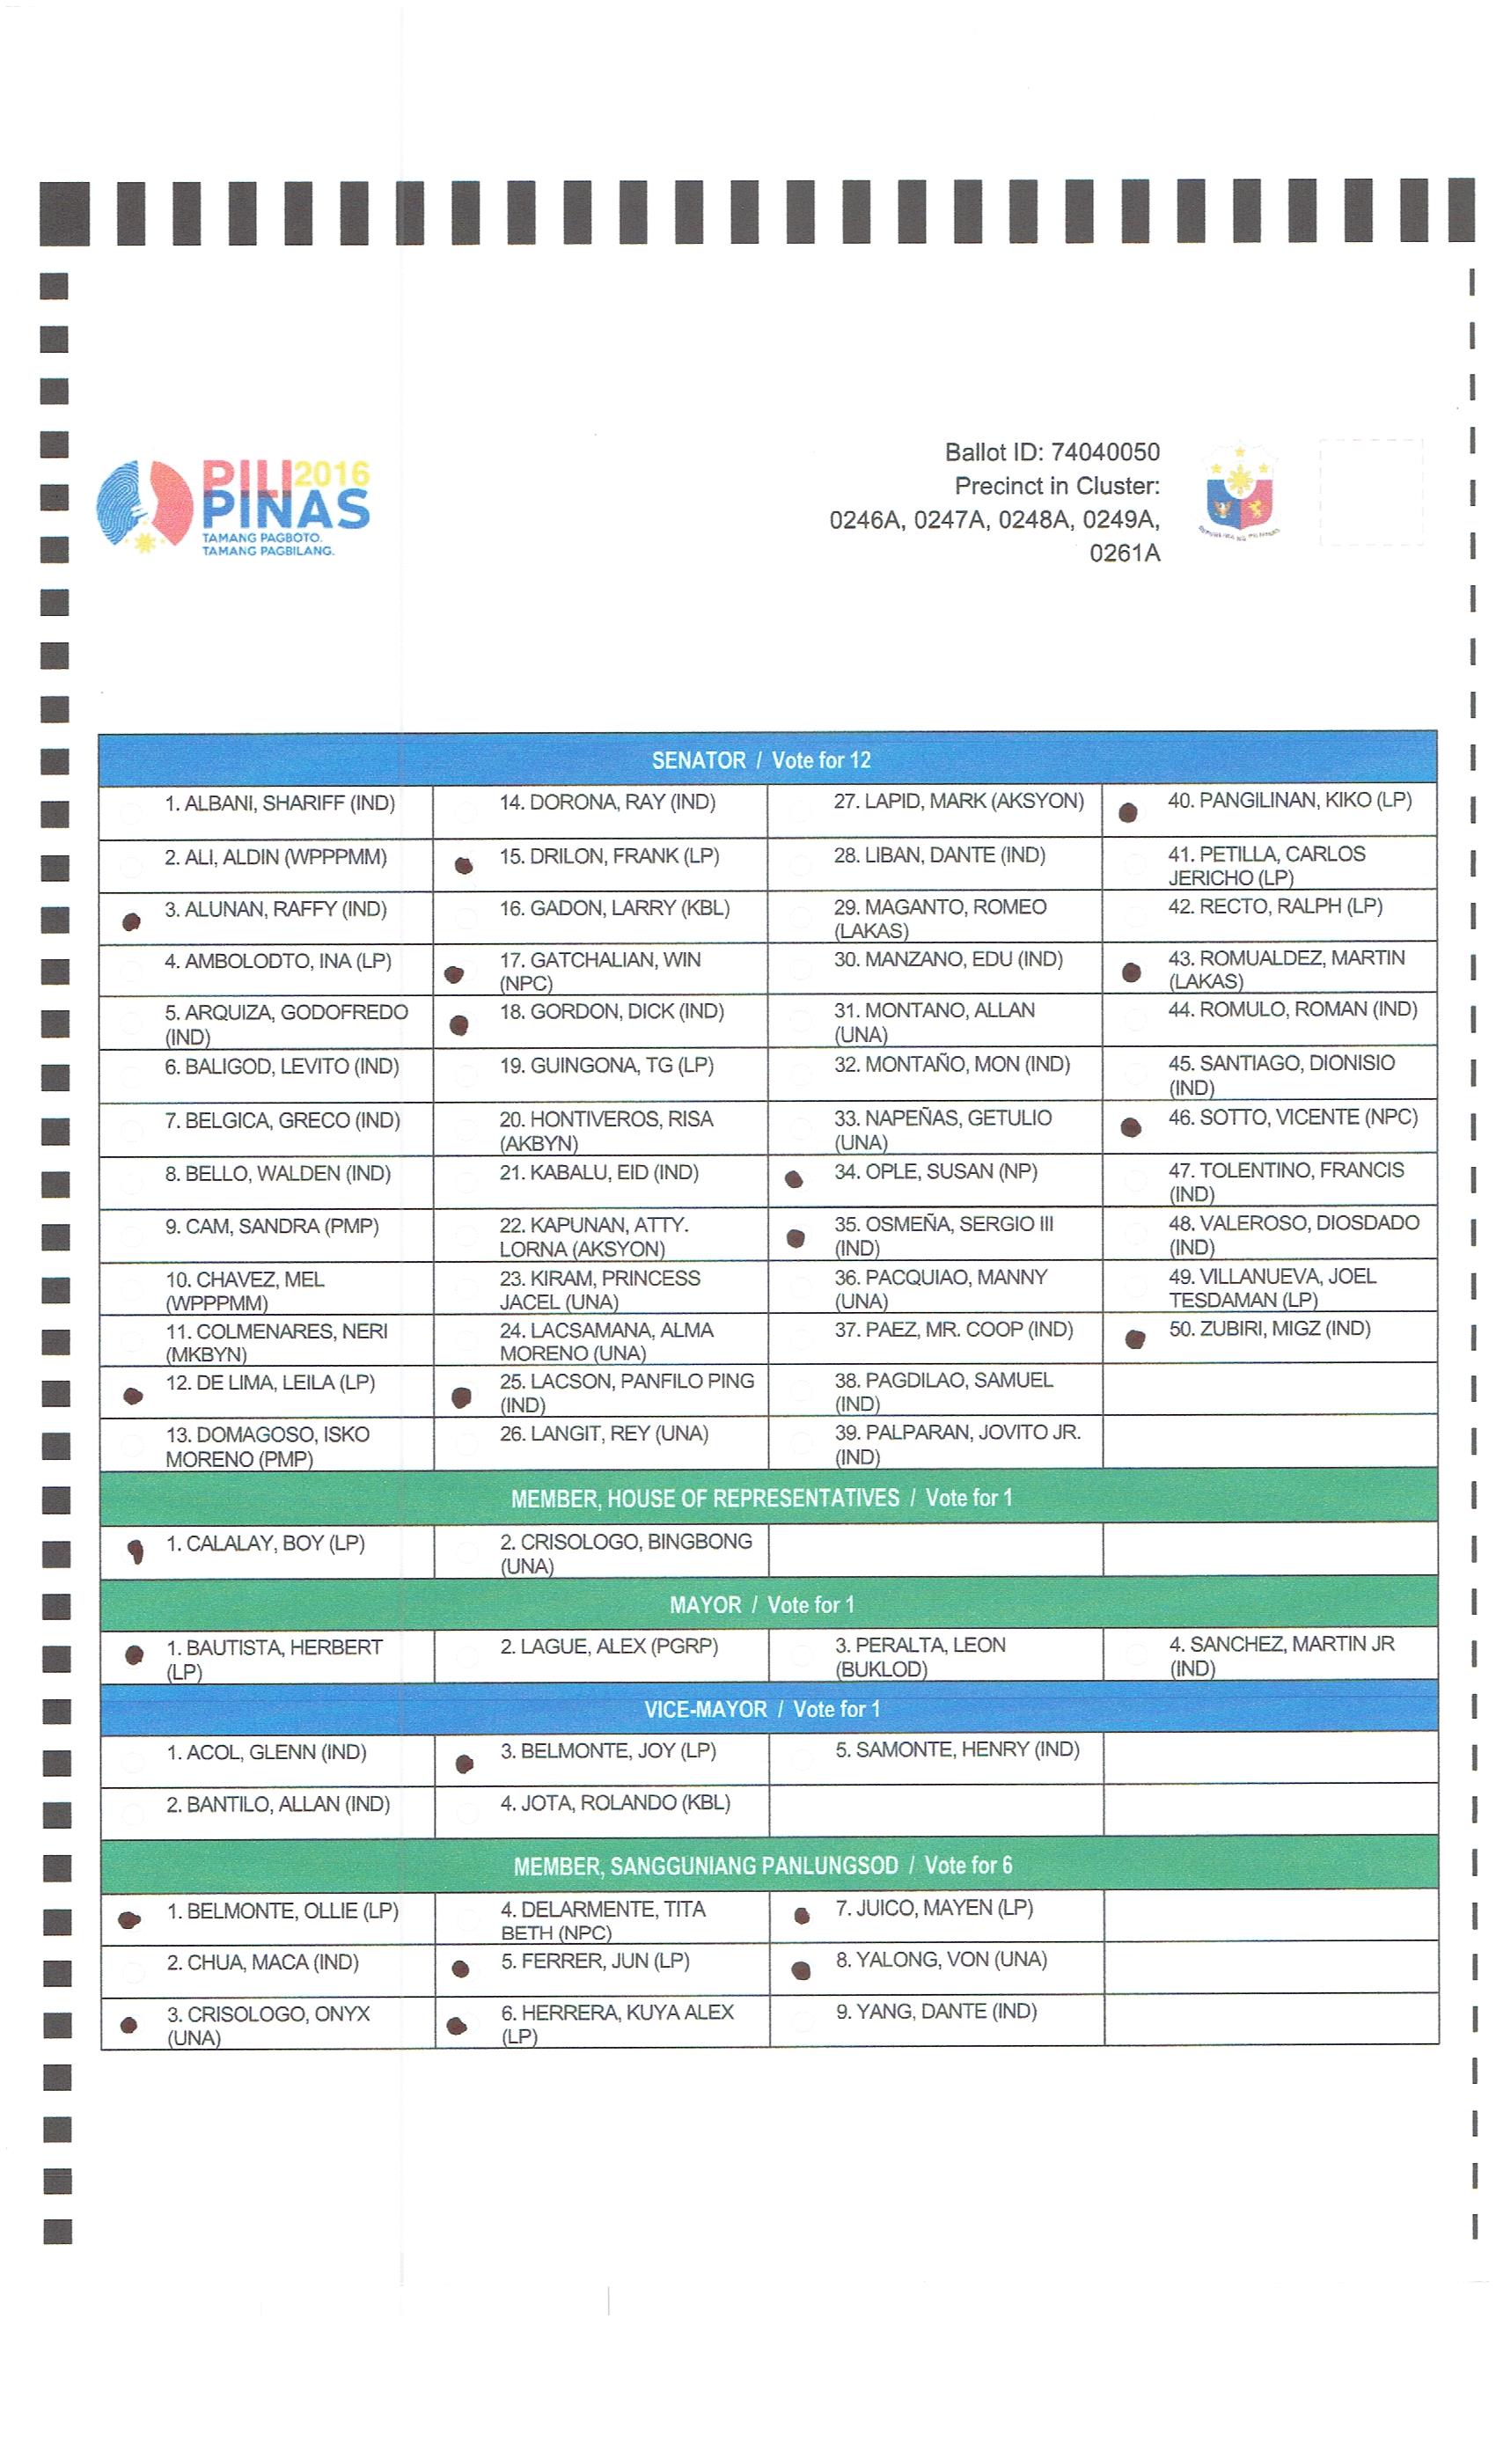 PILI 2016
PINAS
TAMANG PAGBOTO.
TAMANG PAGBILANG.
Ballot ID: 74040050
Precinct in Cluster:
0246A, 0247A, 0248A, 0249A,
0261A
SENATOR / Vote for 12
1. ALBANI, SHARIFF (IND)
2. ALI, ALDIN (WPPPMM)
3. ALUNAN, RAFFY (IND)
4. AMBOLODTO, INA (LP)
5. ARQUIZA, GODOFREDO
(IND)
6. BALIGOD, LEVITO (IND)
7. BELGICA, GRECO (IND)
8. BELLO, WALDEN (IND)
9. CAM, SANDRA (PMP)
10. CHAVEZ, MEL
(WPPPMM)
11. COLMENARES, NERI
(MKBYN)
12. DE LIMA, LEILA (LP)
13. DOMAGOSO, ISKO
MORENO (PMP)
14. DORONA, RAY (IND)
15. DRILON, FRANK (LP)
16. GADON, LARRY (KBL)
17. GATCHALIAN, WIN
(NPC)
18. GORDON, DICK (IND)
19. GUINGONA, TG (LP)
20. HONTIVEROS, RISA
(AKBYN)
21. KABALU, EID (IND)
22. KAPUNAN, ATTY.
LORNA (AKSYON)
23. KIRAM, PRINCESS
JACEL (UNA)
24. LACSAMANA, ALMA
MORENO (UNA)
25. LACSON, PANFILO PING
(IND)
26. LANGIT, REY (UNA)
27. LAPID, MARK (AKSYON)
28. LIBAN, DANTE (IND)
29. MAGANTO, ROMEO
(LAKAS)
30. MANZANO, EDU (IND)
31. MONTANO, ALLAN
(UNA)
32. MONTAÑO, MON (IND)
33. NAPEÑAS, GETULIO
(UNA)
34. OPLE, SUSAN (NP)
35. OSMEÑA, SERGIO III
(IND)
36. PACQUIAO, MANNY
(UNA)
37. PAEZ, MR. COOP (IND)
38. PAGDILAO, SAMUEL
(IND)
39. PALPARAN, JOVITO JR.
(IND)
40. PANGILINAN, KIKO (LP)
41. PETILLA, CARLOS
JERICHO (LP)
42. RECTO, RALPH (LP)
43. ROMUALDEZ, MARTIN
(LAKAS)
44. ROMULO, ROMAN (IND)
45. SANTIAGO, DIONISIO
(IND)
46. SOTTO, VICENTE (NPC)
47. TOLENTINO, FRANCIS
(IND)
48. VALEROSO, DIOSDADO
(IND)
49. VILLANUEVA, JOEL
TESDAMAN (LP)
50. ZUBIRI, MIGZ (IND)
MEMBER, HOUSE OF REPRESENTATIVES / Vote for 1
1. CALALAY, BOY (LP)
2. CRISOLOGO, BINGBONG
(UNA)
MAYOR / Vote for 1
1. BAUTISTA, HERBERT
(LP)
2. LAGUE, ALEX (PGRP)
3. PERALTA, LEON
(BUKLOD)
4. SANCHEZ, MARTIN JR
(IND)
VICE-MAYOR / Vote for 1
1. ACOL, GLENN (IND)
2. BANTILO, ALLAN (IND)
3. BELMONTE, JOY (LP)
4. JOTA, ROLANDO (KBL)
5. SAMONTE, HENRY (IND)
MEMBER, SANGGUNIANG PANLUNGSOD / Vote for 6
1. BELMONTE, OLLIE (LP)
2. CHUA, MACA (IND)
3. CRISOLOGO, ONYX
(UNA)
4. DELARMENTE, TITA
BETH (NPC)
5. FERRER, JUN (LP)
6. HERRERA, KUYA ALEX
(LP)
7. JUICO, MAYEN (LP)
8. YALONG, VON (UNA)
9. YANG, DANTE (IND)